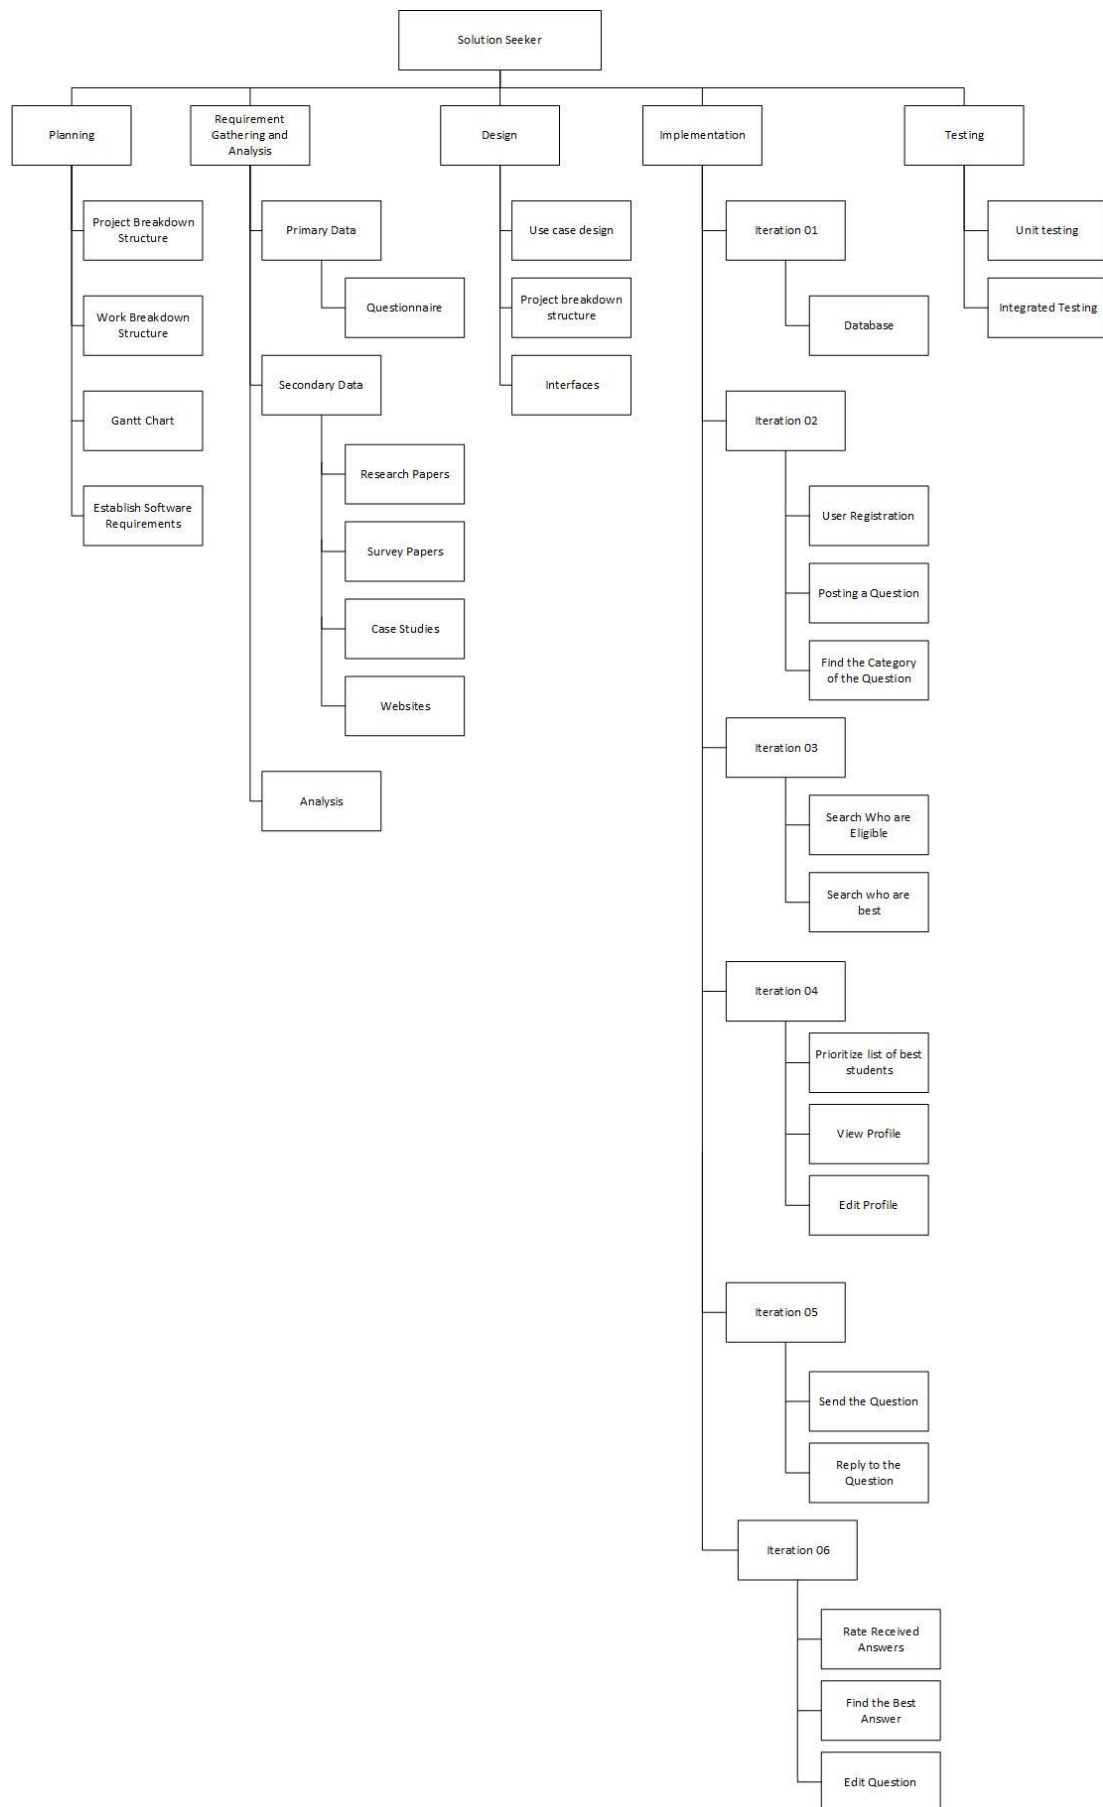 Solution Seeker
Planning
Requirement
Gathering and
Analysis
Design
Implementation
Testing
Project Breakdown
Structure
Work Breakdown
Structure
Gantt Chart
Establish Software
Requirements
Primary Data
Questionnaire
Secondary Data
Research Papers
Survey Papers
Case Studies
Websites
Analysis
Use case design
Project breakdown
structure
Interfaces
Iteration 01
Database
Iteration 02
User Registration
Posting a Question
Find the Category
of the Question
Iteration 03
Search Who are
Eligible
Search who are
best
Iteration 04
Prioritize list of best
students
View Profile
Edit Profile
Iteration 05
Send the Question
Reply to the
Question
Iteration 06
Rate Received
Answers
Find the Best
Answer
Edit Question
Unit testing
Integrated Testing